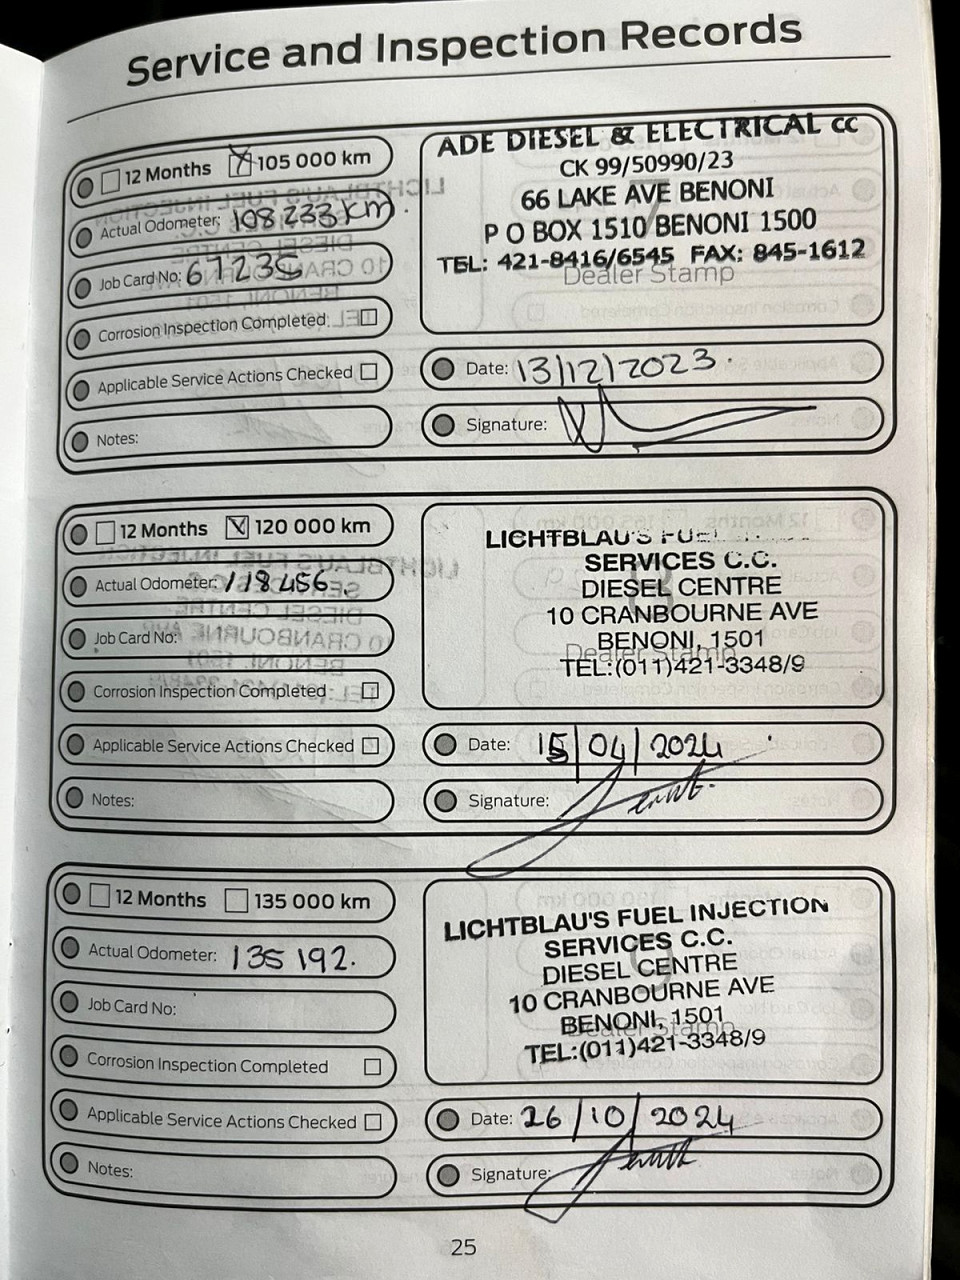 Service and Inspection Records
12 Months 105 000 km
Actual Odometer: 108 233 km.
Job Card No: 67235
Corrosion Inspection Completed
Applicable Service Actions Checked
Notes:
ADE DIESEL & ELECTRICAL cc
CK 99/50990/23
66 LAKE AVE BENONI
P O BOX 1510 BENONI 1500
TEL: 421-8416/6545 FAX: 845-1612
7
Dealer Stamp
Date: 13/12/2023.
Signature:
12 Months 120 000 km
Actual Odometer: 118 456
Job Card No:
Corrosion Inspection Completed
Applicable Service Actions Checked
Notes:
LICHTBLAU'S FUEL
SERVICES C.C.
DIESEL CENTRE
10 CRANBOURNE AVE
BENONI, 1501
TEL:(011)421-3348/9
8
Dealer Stamp
Date: 15/04/2024
Signature:
12 Months 135 000 km
Actual Odometer: 135 192.
Job Card No:
Corrosion Inspection Completed
Applicable Service Actions Checked
Notes:
LICHTBLAU'S FUEL INJECTION
SERVICES C.C.
DIESEL CENTRE
10 CRANBOURNE AVE
BENONI, 1501
TEL:(011)421-3348/9
9
Dealer Stamp
Date: 26/10/2024
Signature:
25